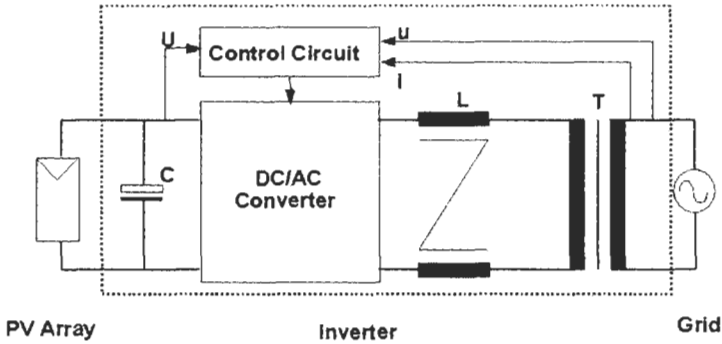 U
Control Circuit
u
I
L
T
C
DC/AC
Converter
PV Array
Inverter
Grid